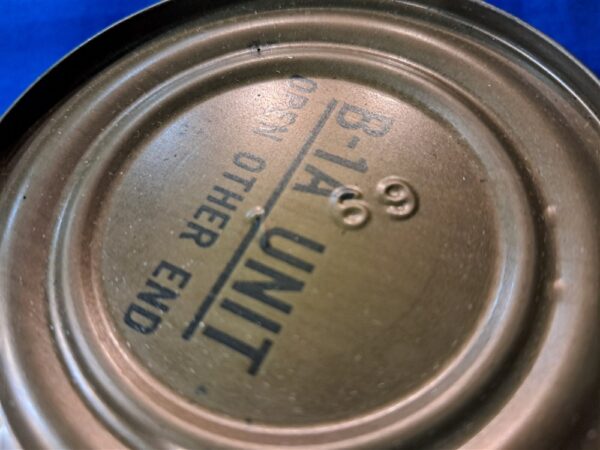 B-1A UNIT
OPEN OTHER END
69